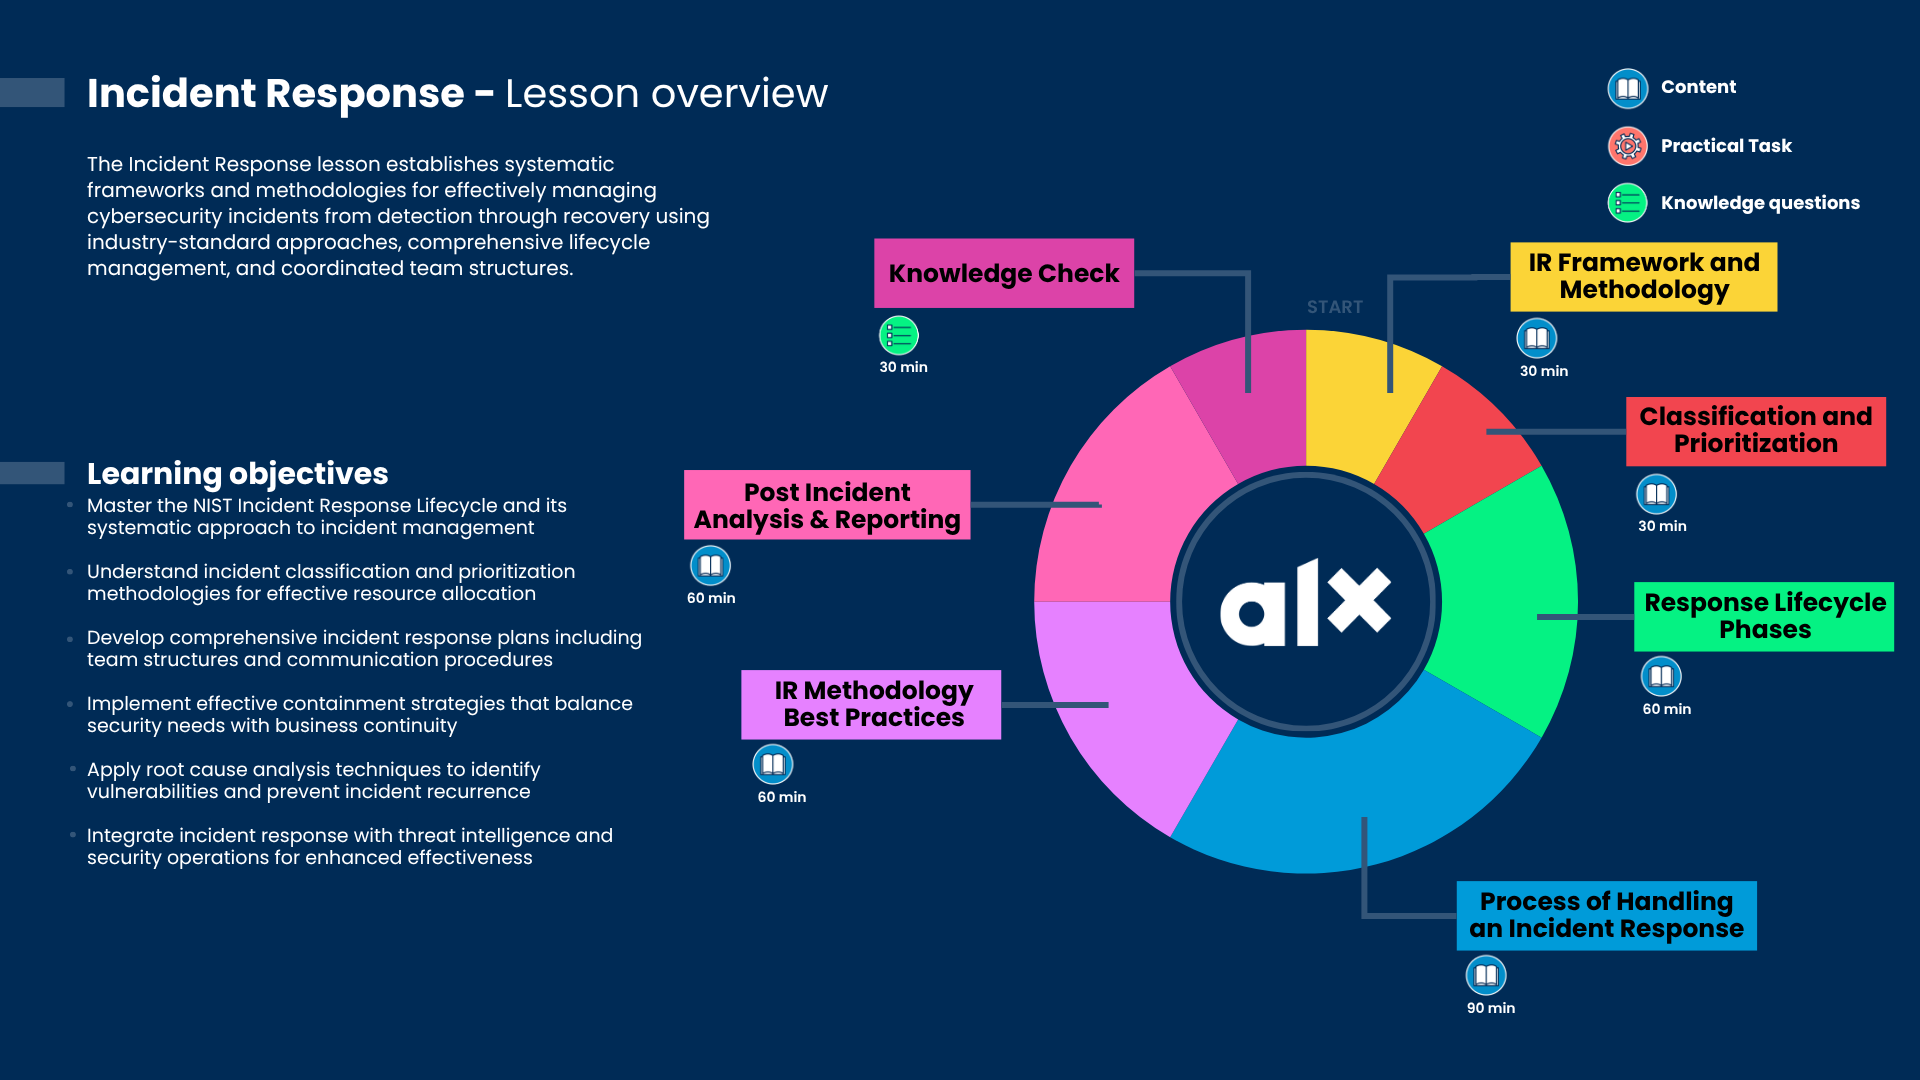 Incident Response - Lesson overview
The Incident Response lesson establishes systematic
frameworks and methodologies for effectively managing
cybersecurity incidents from detection through recovery using
industry-standard approaches, comprehensive lifecycle
management, and coordinated team structures.
Learning objectives
Master the NIST Incident Response Lifecycle and its
systematic approach to incident management
Understand incident classification and prioritization
methodologies for effective resource allocation
Develop comprehensive incident response plans including
team structures and communication procedures
Implement effective containment strategies that balance
security needs with business continuity
Apply root cause analysis techniques to identify
vulnerabilities and prevent incident recurrence
Integrate incident response with threat intelligence and
security operations for enhanced effectiveness
Content
Practical Task
Knowledge questions
START
IR Framework and
Methodology
30 min
Classification and
Prioritization
30 min
Response Lifecycle
Phases
60 min
Process of Handling
an Incident Response
90 min
IR Methodology
Best Practices
60 min
Post Incident
Analysis & Reporting
60 min
Knowledge Check
30 min
alx